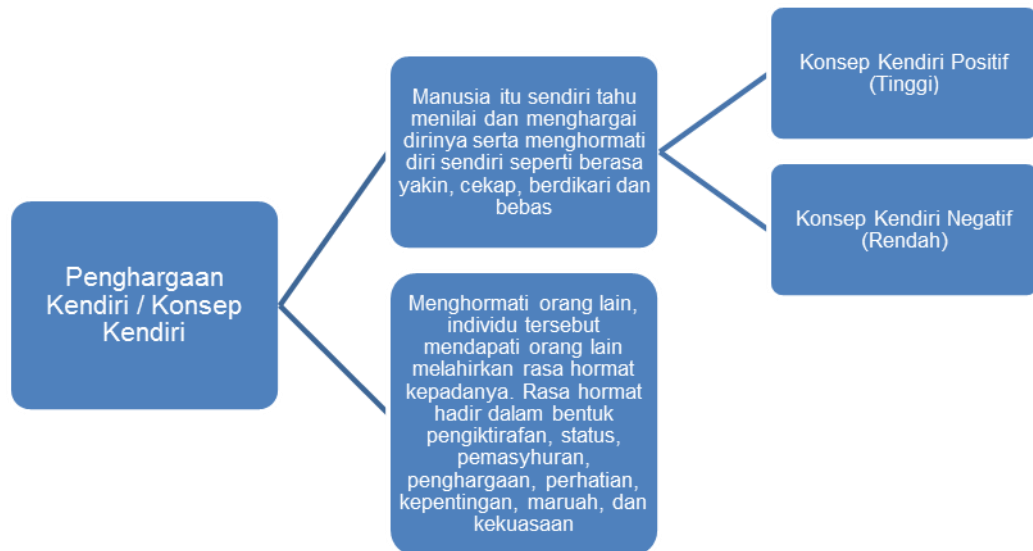 Penghargaan
Kendiri / Konsep
Kendiri
Manusia itu sendiri tahu
menilai dan menghargai
dirinya serta menghormati
diri sendiri seperti berasa
yakin, cekap, berdikari dan
bebas
Konsep Kendiri Positif
(Tinggi)
Konsep Kendiri Negatif
(Rendah)
Menghormati orang lain,
individu tersebut
mendapati orang lain
melahirkan rasa hormat
kepadanya. Rasa hormat
hadir dalam bentuk
pengiktirafan, status,
pemasyhuran,
penghargaan, perhatian,
kepentingan, maruah, dan
kekuasaan